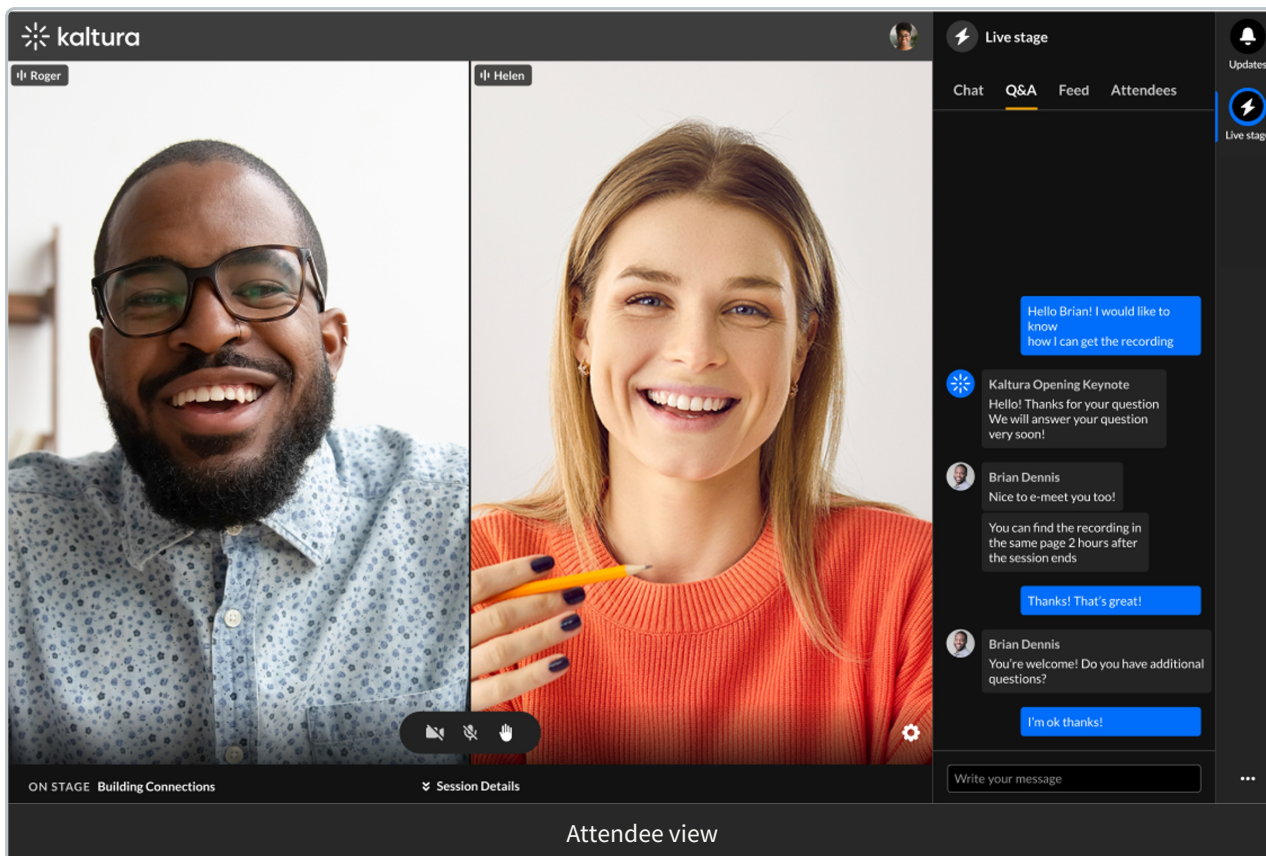 kaltura
Roger
Helen
ON STAGE Building Connections
Session Details
Live stage
Chat Q&A Feed Attendees
Hello Brian! I would like to
know
how I can get the recording
Kaltura Opening Keynote
Hello! Thanks for your question
We will answer your question
very soon!
Brian Dennis
Nice to e-meet you too!
You can find the recording in
the same page 2 hours after
the session ends
Thanks! That's great!
Brian Dennis
You're welcome! Do you have additional
questions?
I'm ok thanks!
Write your message
Updates
Live stag
Attendee view